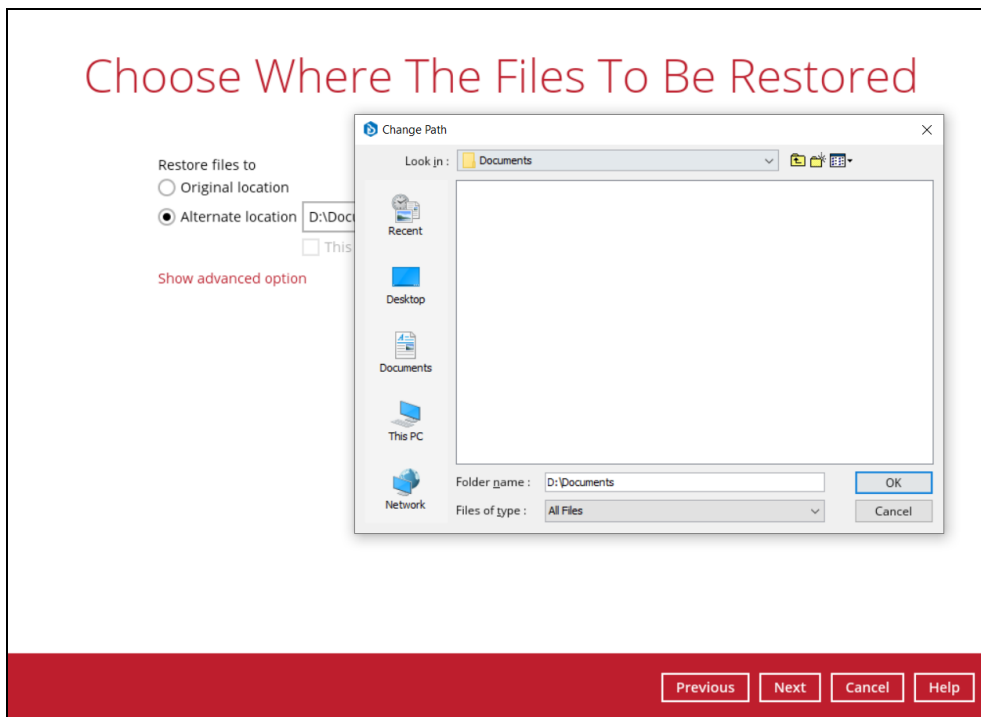 Choose Where The Files To Be Restored
Change Path
Look in :
Documents
Restore files to
Original location
Alternate location
D:\Docu
This
Show advanced option
Recent
Desktop
Documents
This PC
Network
Folder name :
D:\Documents
OK
Files of type :
All Files
Cancel
Previous
Next
Cancel
Help